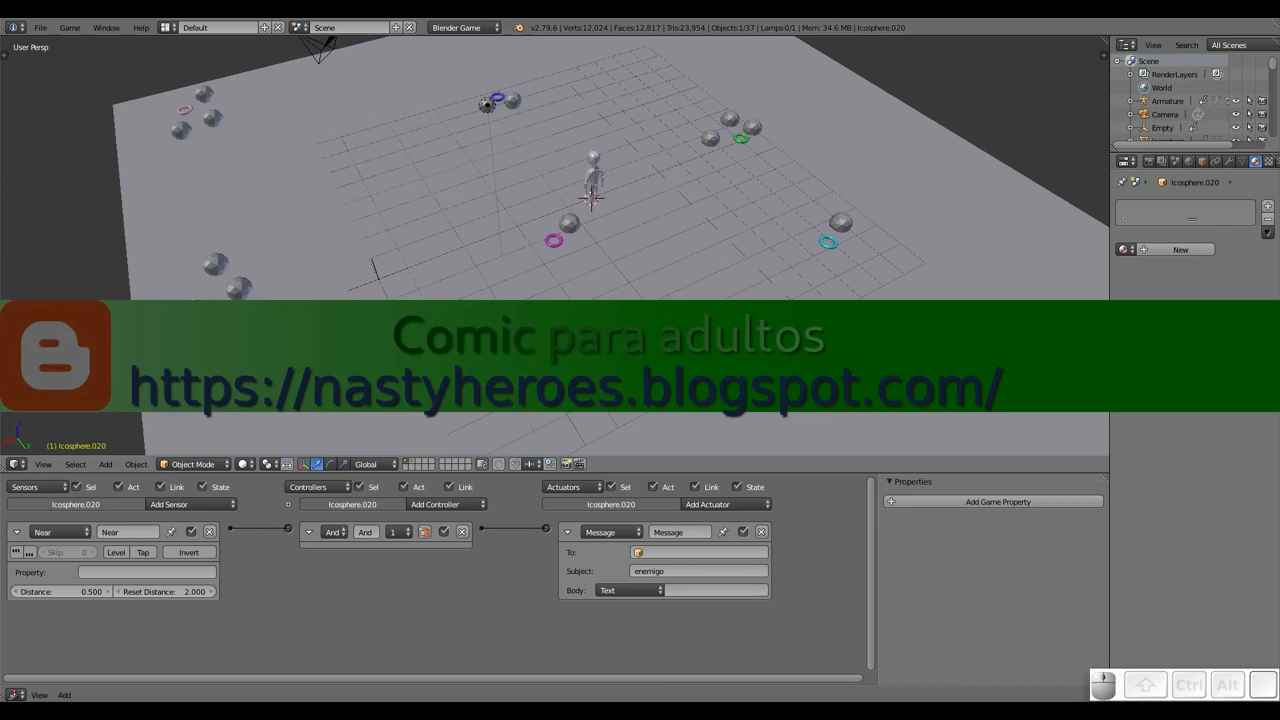 File Game Window Help Default Scene Blender Game v2.79.6 | Verts:12,024 | Faces:12,817 | Tris:23,954 | Objects:1/37 | Lamps:0/1 | Mem: 34.6 MB | Icosphere.020
User Persp
View Search All Scenes
Scene
RenderLayers
World
Armature
Camera
Empty
Icosphere.020
New
Comic para adultos
https://nastyheroes.blogspot.com/
(1) Icosphere.020
View Select Add Object Object Mode Global
Sensors Sel Act Link State Controllers Sel Act Link Actuators Sel Act Link State
Icosphere.020 Add Sensor Icosphere.020 Add Controller Icosphere.020 Add Actuator
Near Near And And 1 Message Message
Skip: 0 Level Tap Invert
Property:
Distance: 0.500 Reset Distance: 2.000
To:
Subject: enemigo
Body: Text
Properties
Add Game Property
View Add
Ctrl Alt